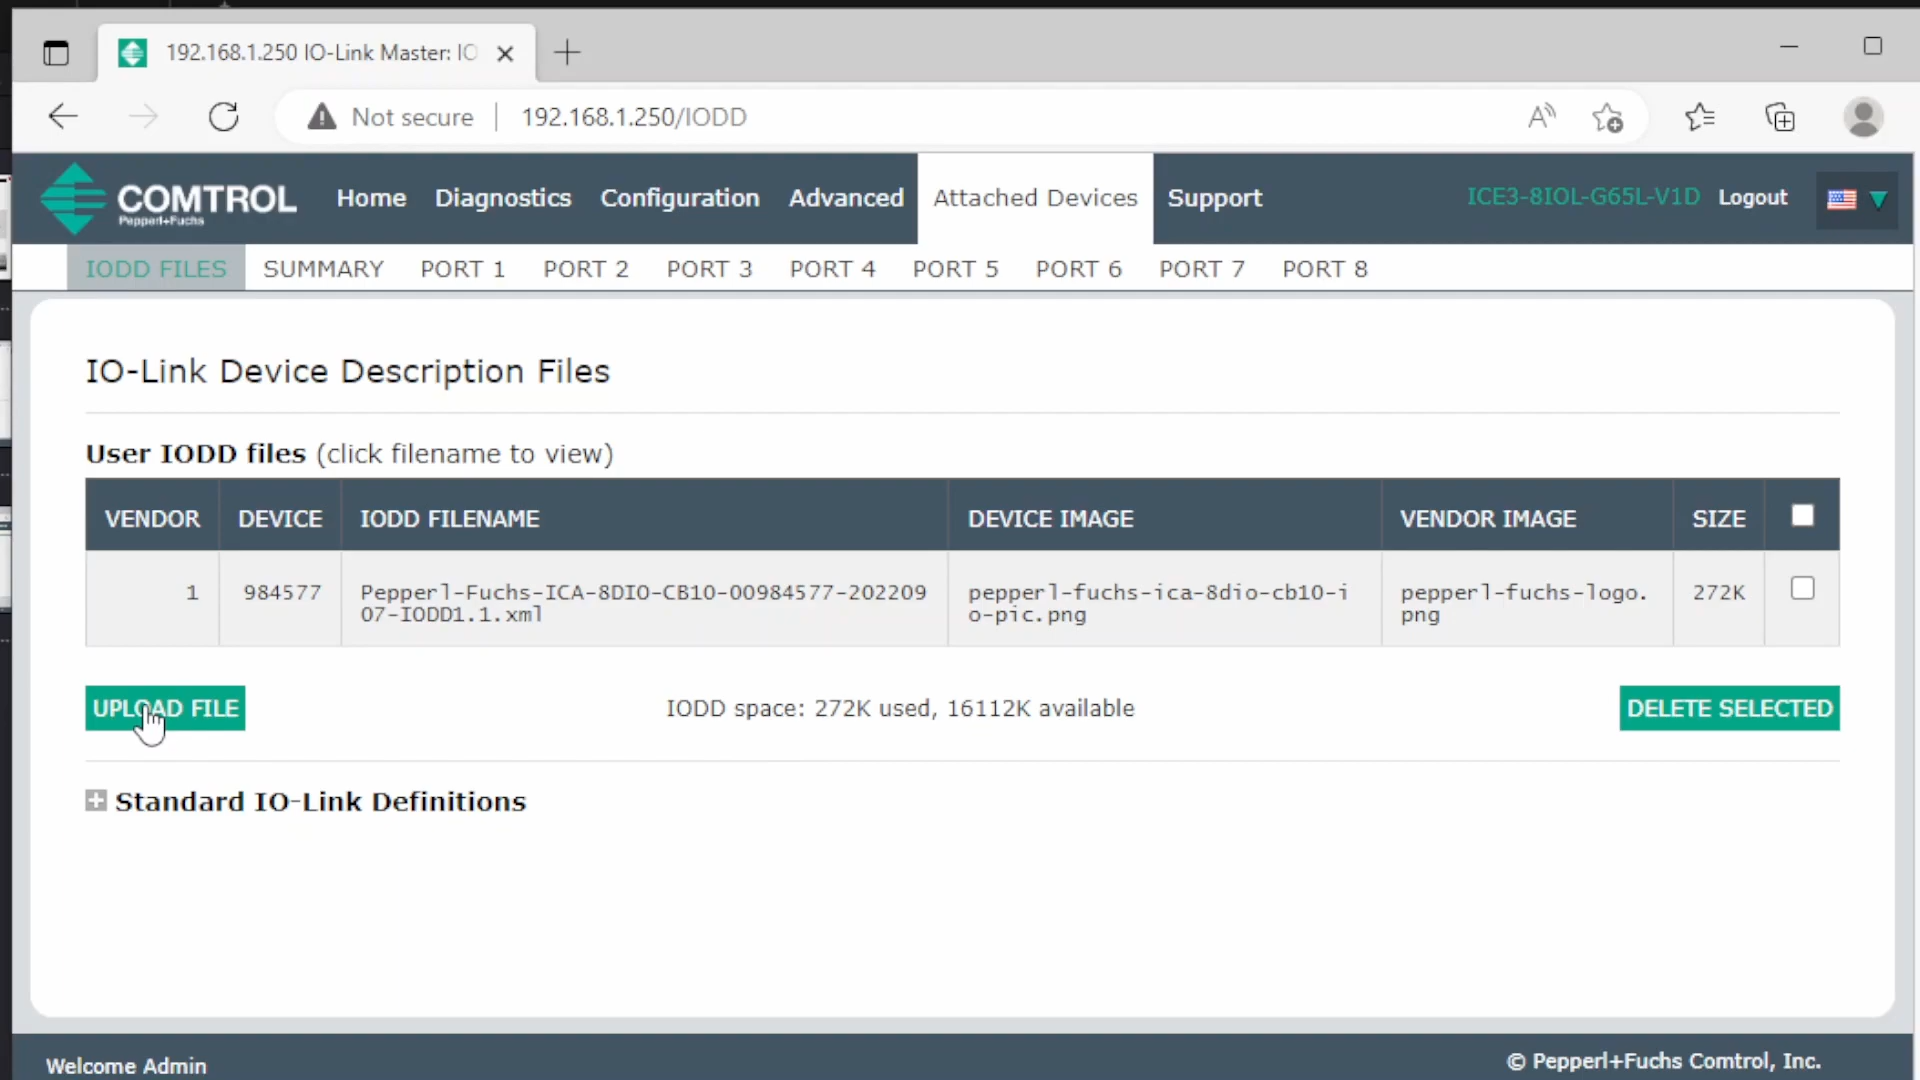 192.168.1.250 IO-Link Master: IO
Not secure
192.168.1.250/IODD
COMTROL
Pepperl+Fuchs
Home
Diagnostics
Configuration
Advanced
Attached Devices
Support
ICE3-8IOL-G65L-V1D
Logout
IODD FILES
SUMMARY
PORT 1
PORT 2
PORT 3
PORT 4
PORT 5
PORT 6
PORT 7
PORT 8
IO-Link Device Description Files
User IODD files (click filename to view)
VENDOR
DEVICE
IODD FILENAME
DEVICE IMAGE
VENDOR IMAGE
SIZE
1
984577
Pepperl-Fuchs-ICA-8DIO-CB10-00984577-202209
07-IODD1.1.xml
pepperl-fuchs-ica-8dio-cb10-i
o-pic.png
pepperl-fuchs-logo.
png
272K
UPLOAD FILE
IODD space: 272K used, 16112K available
DELETE SELECTED
Standard IO-Link Definitions
Welcome Admin
© Pepperl+Fuchs Comtrol, Inc.